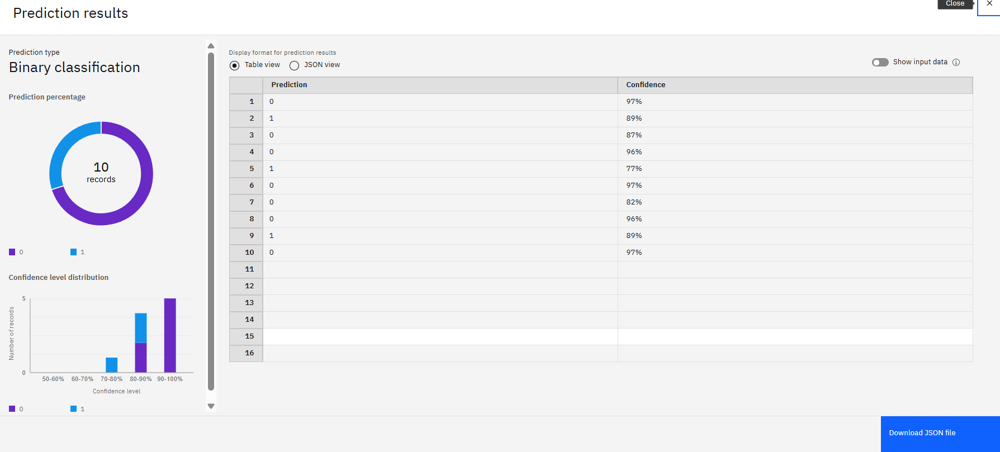 Prediction results
Close
Prediction type
Binary classification
Prediction percentage
10
records
0 1
Confidence level distribution
Number of records
5
0
50-60% 60-70% 70-80% 80-90% 90-100%
Confidence level
0 1
Display format for prediction results
Table view JSON view
Show input data
Prediction Confidence
1 0 97%
2 1 89%
3 0 87%
4 0 96%
5 1 77%
6 0 97%
7 0 82%
8 0 96%
9 1 89%
10 0 97%
11
12
13
14
15
16
Download JSON file